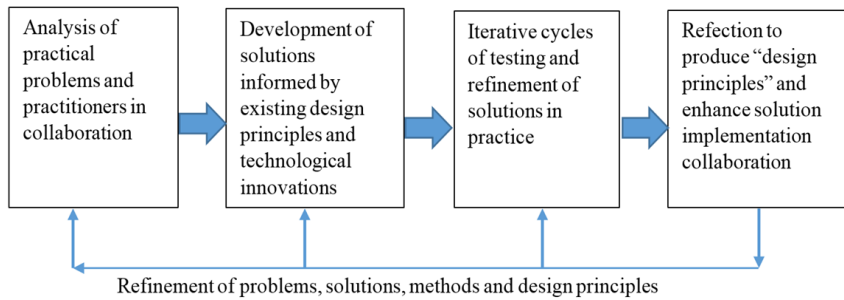 Analysis of
practical
problems and
practitioners in
collaboration
Development of
solutions
informed by
existing design
principles and
technological
innovations
Iterative cycles
of testing and
refinement of
solutions in
practice
Refection to
produce “design
principles” and
enhance solution
implementation
collaboration
Refinement of problems, solutions, methods and design principles